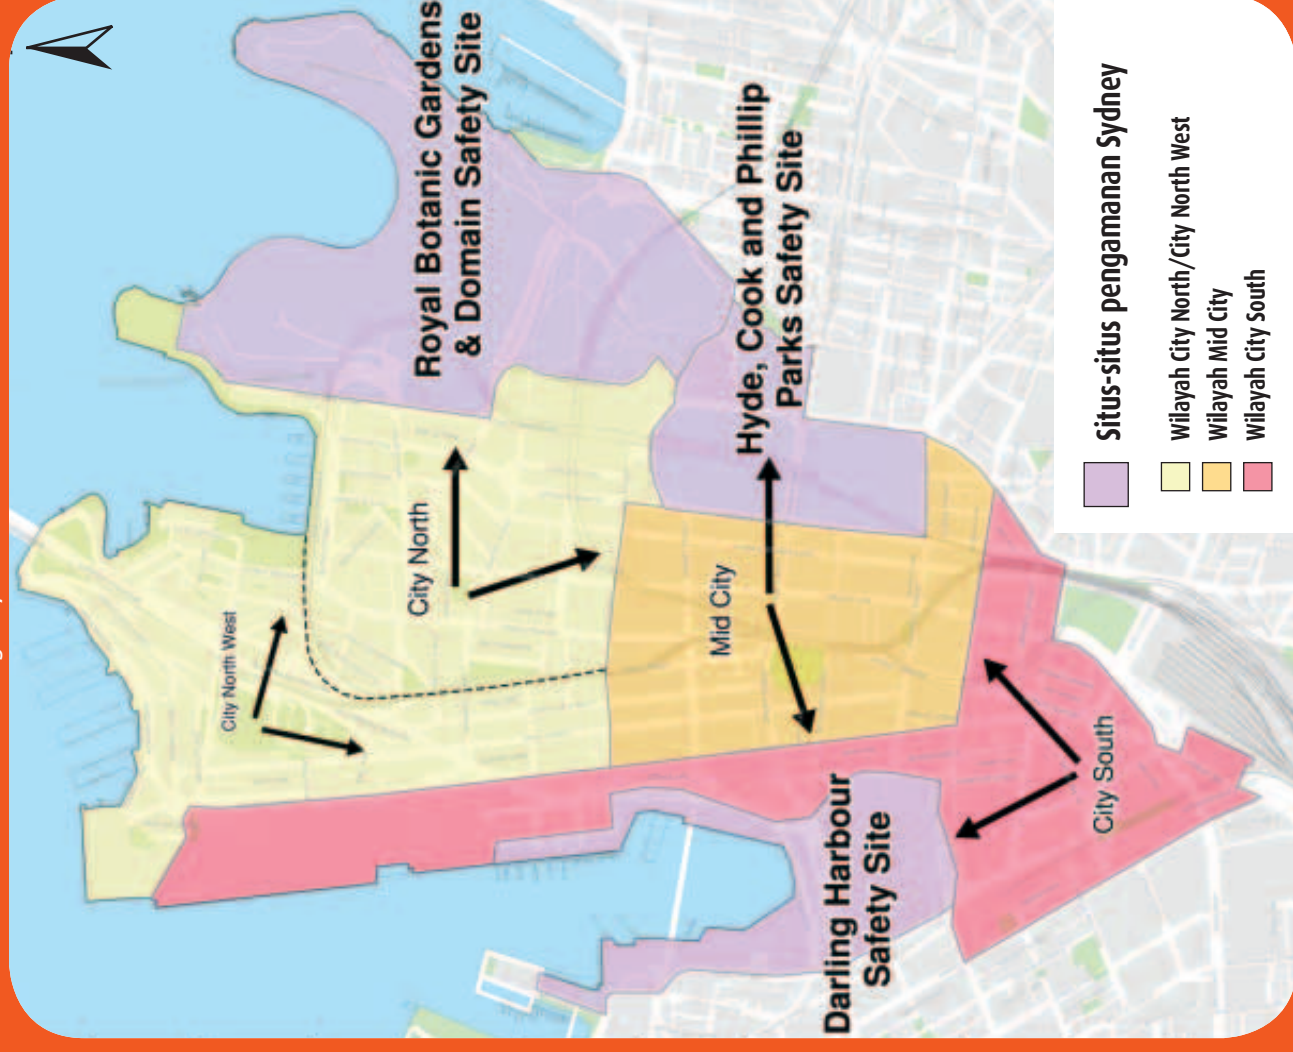 Royal Botanic Gardens
& Domain Safety Site
Hyde, Cook and Phillip
Parks Safety Site
City North West
City North
Mid City
City South
Darling Harbour
Safety Site
Situs-situs pengamanan Sydney
Wilayah City North/City North West
Wilayah Mid City
Wilayah City South